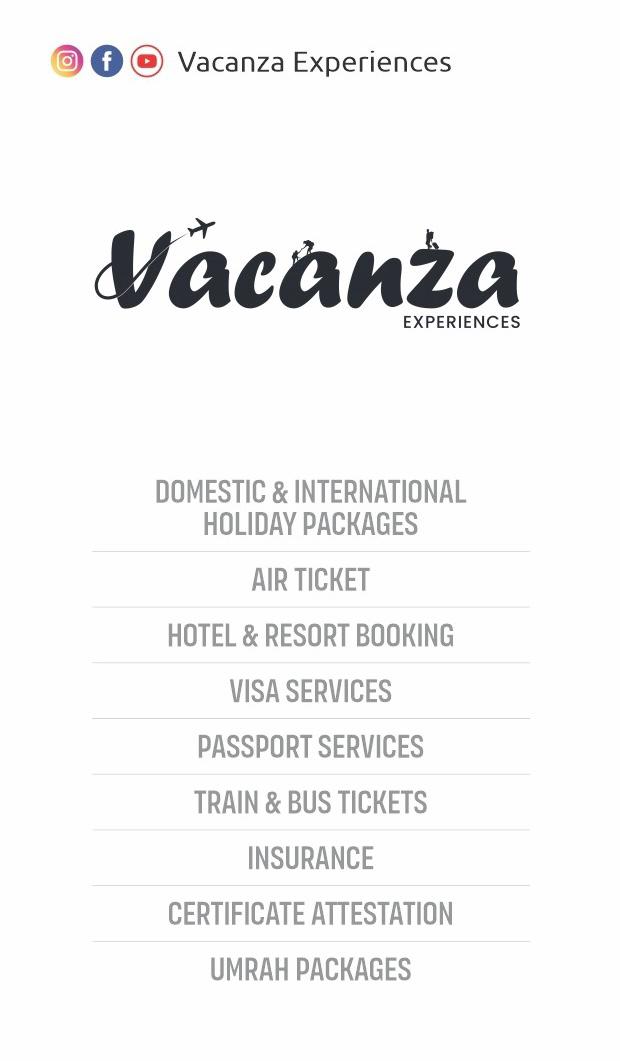 Vacanza Experiences
Vacanza
EXPERIENCES
DOMESTIC & INTERNATIONAL
HOLIDAY PACKAGES
AIR TICKET
HOTEL & RESORT BOOKING
VISA SERVICES
PASSPORT SERVICES
TRAIN & BUS TICKETS
INSURANCE
CERTIFICATE ATTESTATION
UMRAH PACKAGES